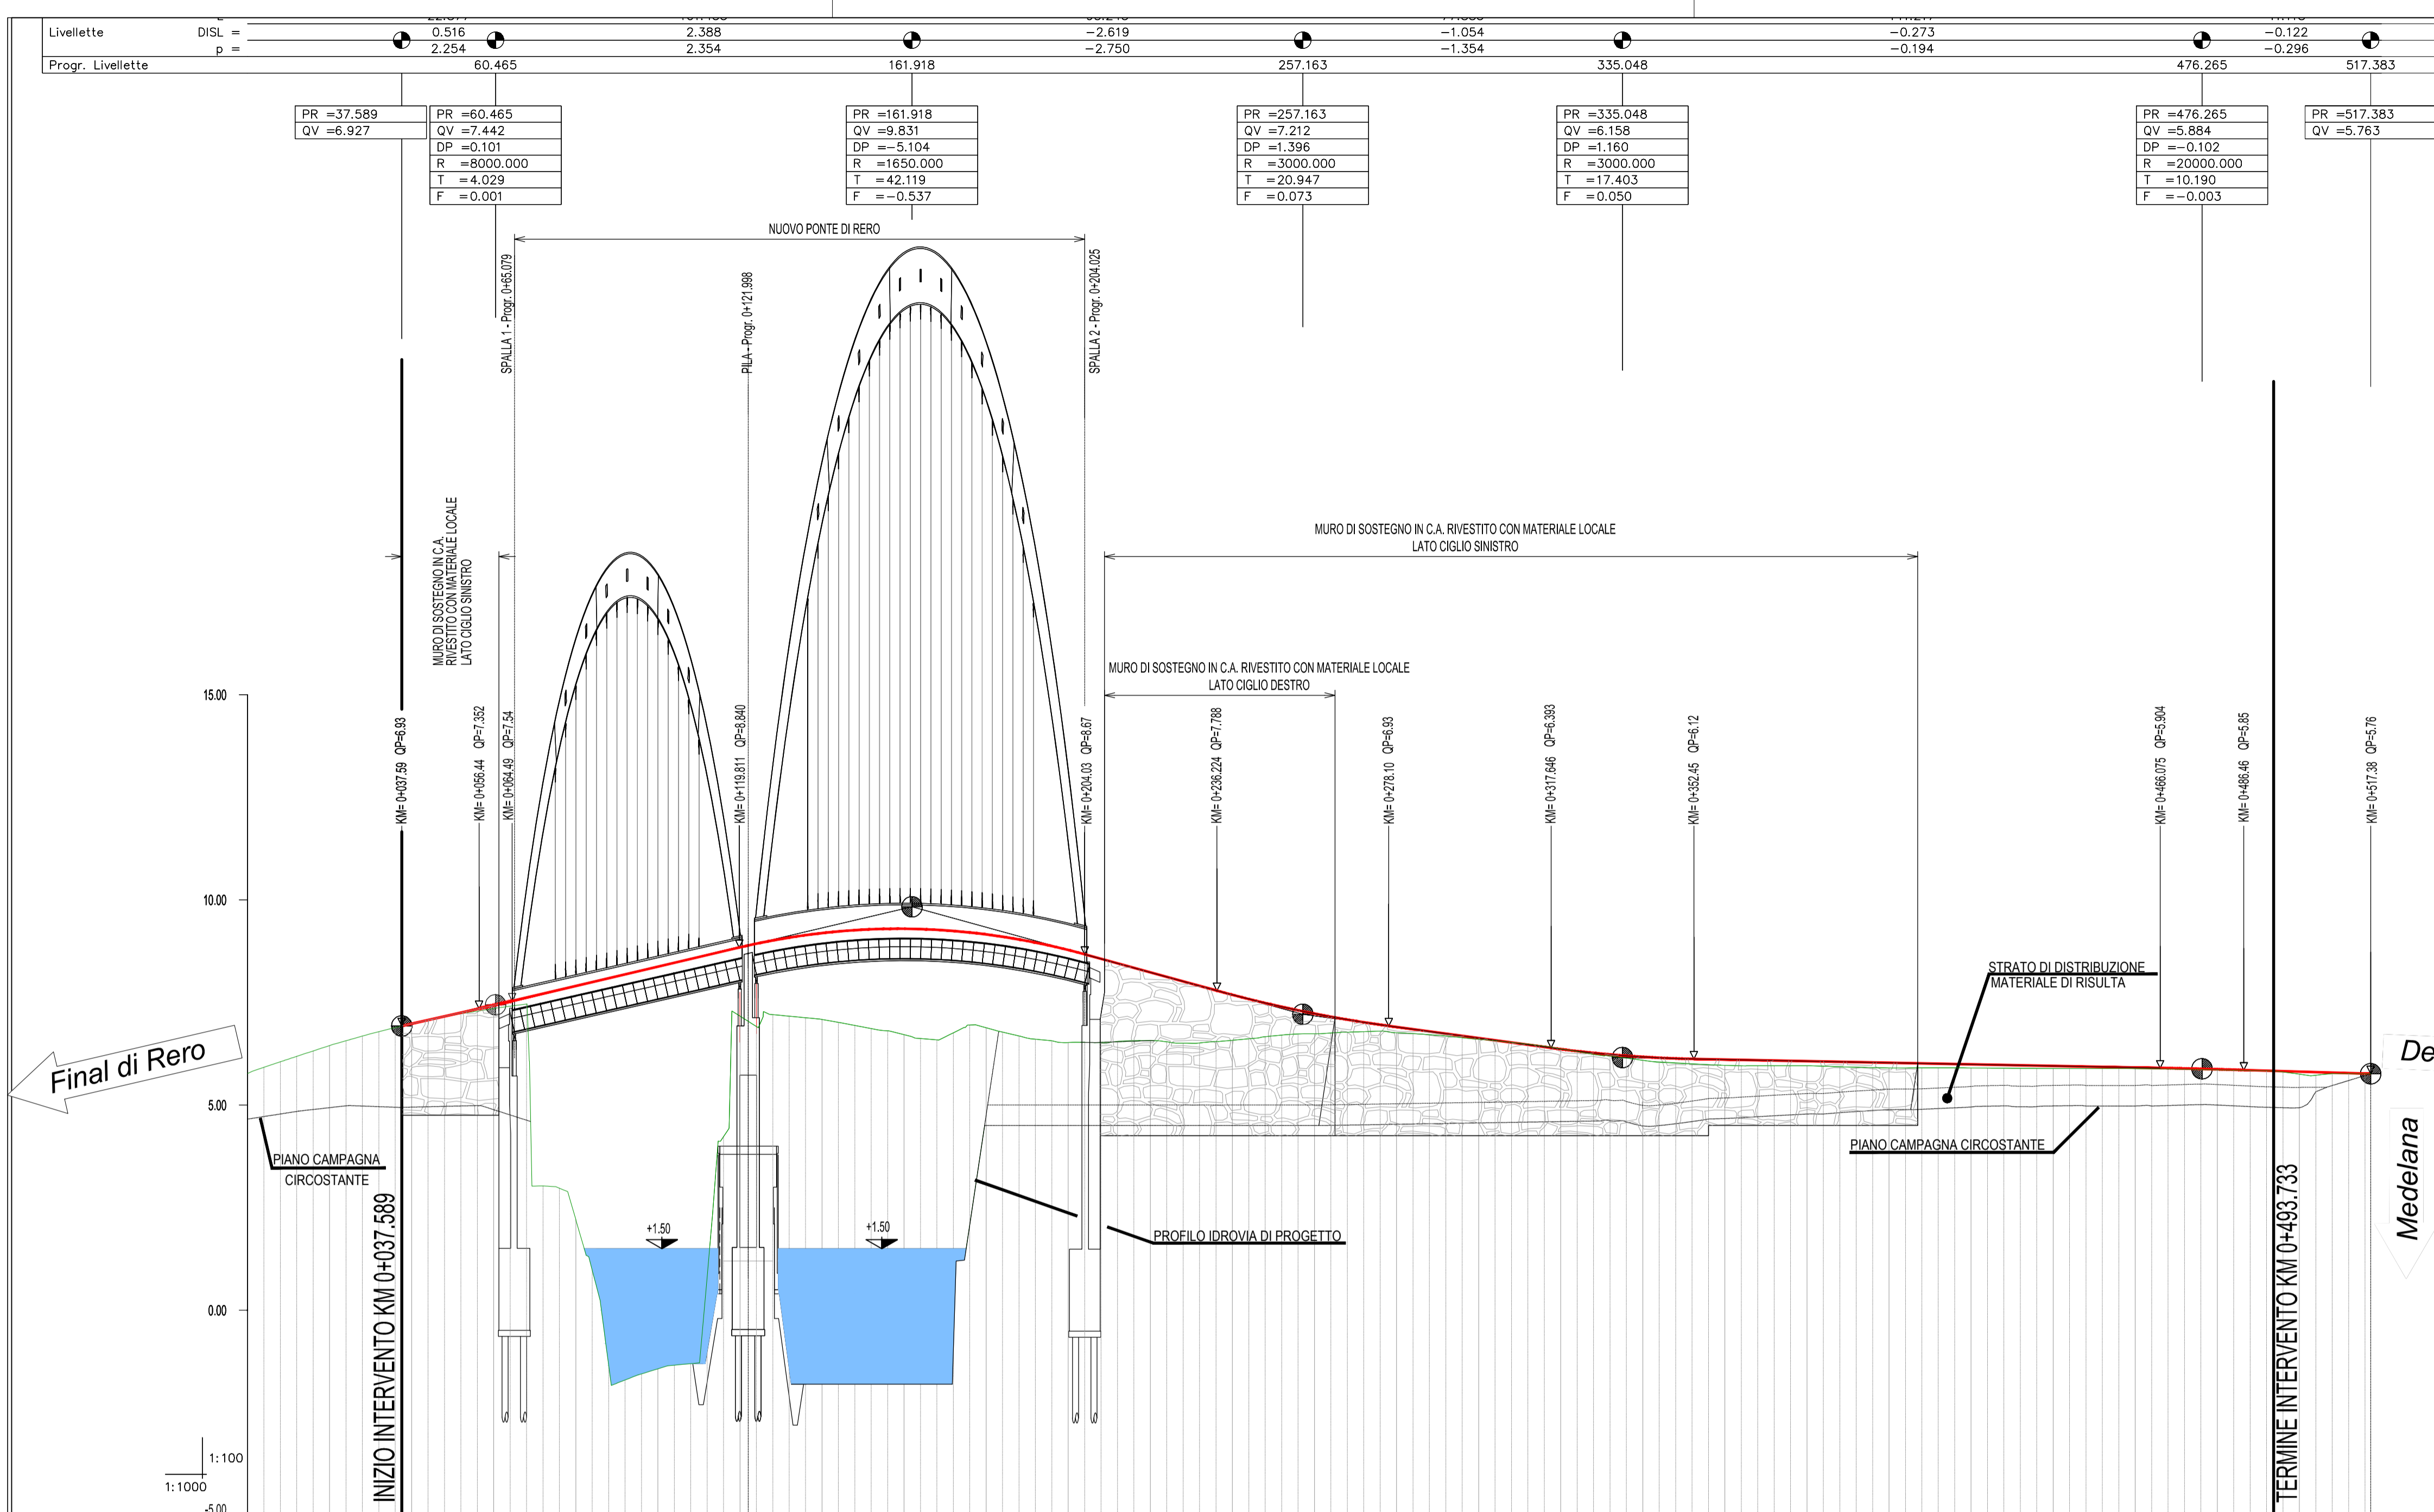 Livellette DISL = 0.516 2.388 -2.619 -1.054 -0.273 -0.122
p = 2.254 2.354 -2.750 -1.354 -0.194 -0.296
Progr. Livellette 60.465 161.918 257.163 335.048 476.265 517.383
PR =37.589
QV =6.927
PR =60.465
QV =7.442
DP =0.101
R =8000.000
T =4.029
F =0.001
PR =161.918
QV =9.831
DP =-5.104
R =1650.000
T =42.119
F =-0.537
PR =257.163
QV =7.212
DP =1.396
R =3000.000
T =20.947
F =0.073
PR =335.048
QV =6.158
DP =1.160
R =3000.000
T =17.403
F =0.050
PR =476.265
QV =5.884
DP =-0.102
R =20000.000
T =10.190
F =-0.003
PR =517.383
QV =5.763
NUOVO PONTE DI RERO
SPALLA 1 - Progr. 0+65.079
PILA - Progr. 0+121.998
SPALLA 2 - Progr. 0+204.025
MURO DI SOSTEGNO IN C.A.
RIVESTITO CON MATERIALE LOCALE
LATO CIGLIO SINISTRO
MURO DI SOSTEGNO IN C.A. RIVESTITO CON MATERIALE LOCALE
LATO CIGLIO SINISTRO
MURO DI SOSTEGNO IN C.A. RIVESTITO CON MATERIALE LOCALE
LATO CIGLIO DESTRO
KM= 0+037.59 QP=6.93
KM= 0+056.44 QP=7.352
KM= 0+064.49 QP=7.54
KM= 0+119.811 QP=8.840
KM= 0+204.03 QP=8.67
KM= 0+236.224 QP=7.788
KM= 0+278.10 QP=6.93
KM= 0+317.646 QP=6.393
KM= 0+352.45 QP=6.12
KM= 0+466.075 QP=5.904
KM= 0+486.46 QP=5.85
KM= 0+517.38 QP=5.76
15.00
10.00
5.00
0.00
-5.00
STRATO DI DISTRIBUZIONE
MATERIALE DI RISULTA
Final di Rero
De
Medelana
PIANO CAMPAGNA
CIRCOSTANTE
PIANO CAMPAGNA CIRCOSTANTE
PROFILO IDROVIA DI PROGETTO
+1.50
+1.50
INIZIO INTERVENTO KM 0+037.589
TERMINE INTERVENTO KM 0+493.733
1:100
1:1000